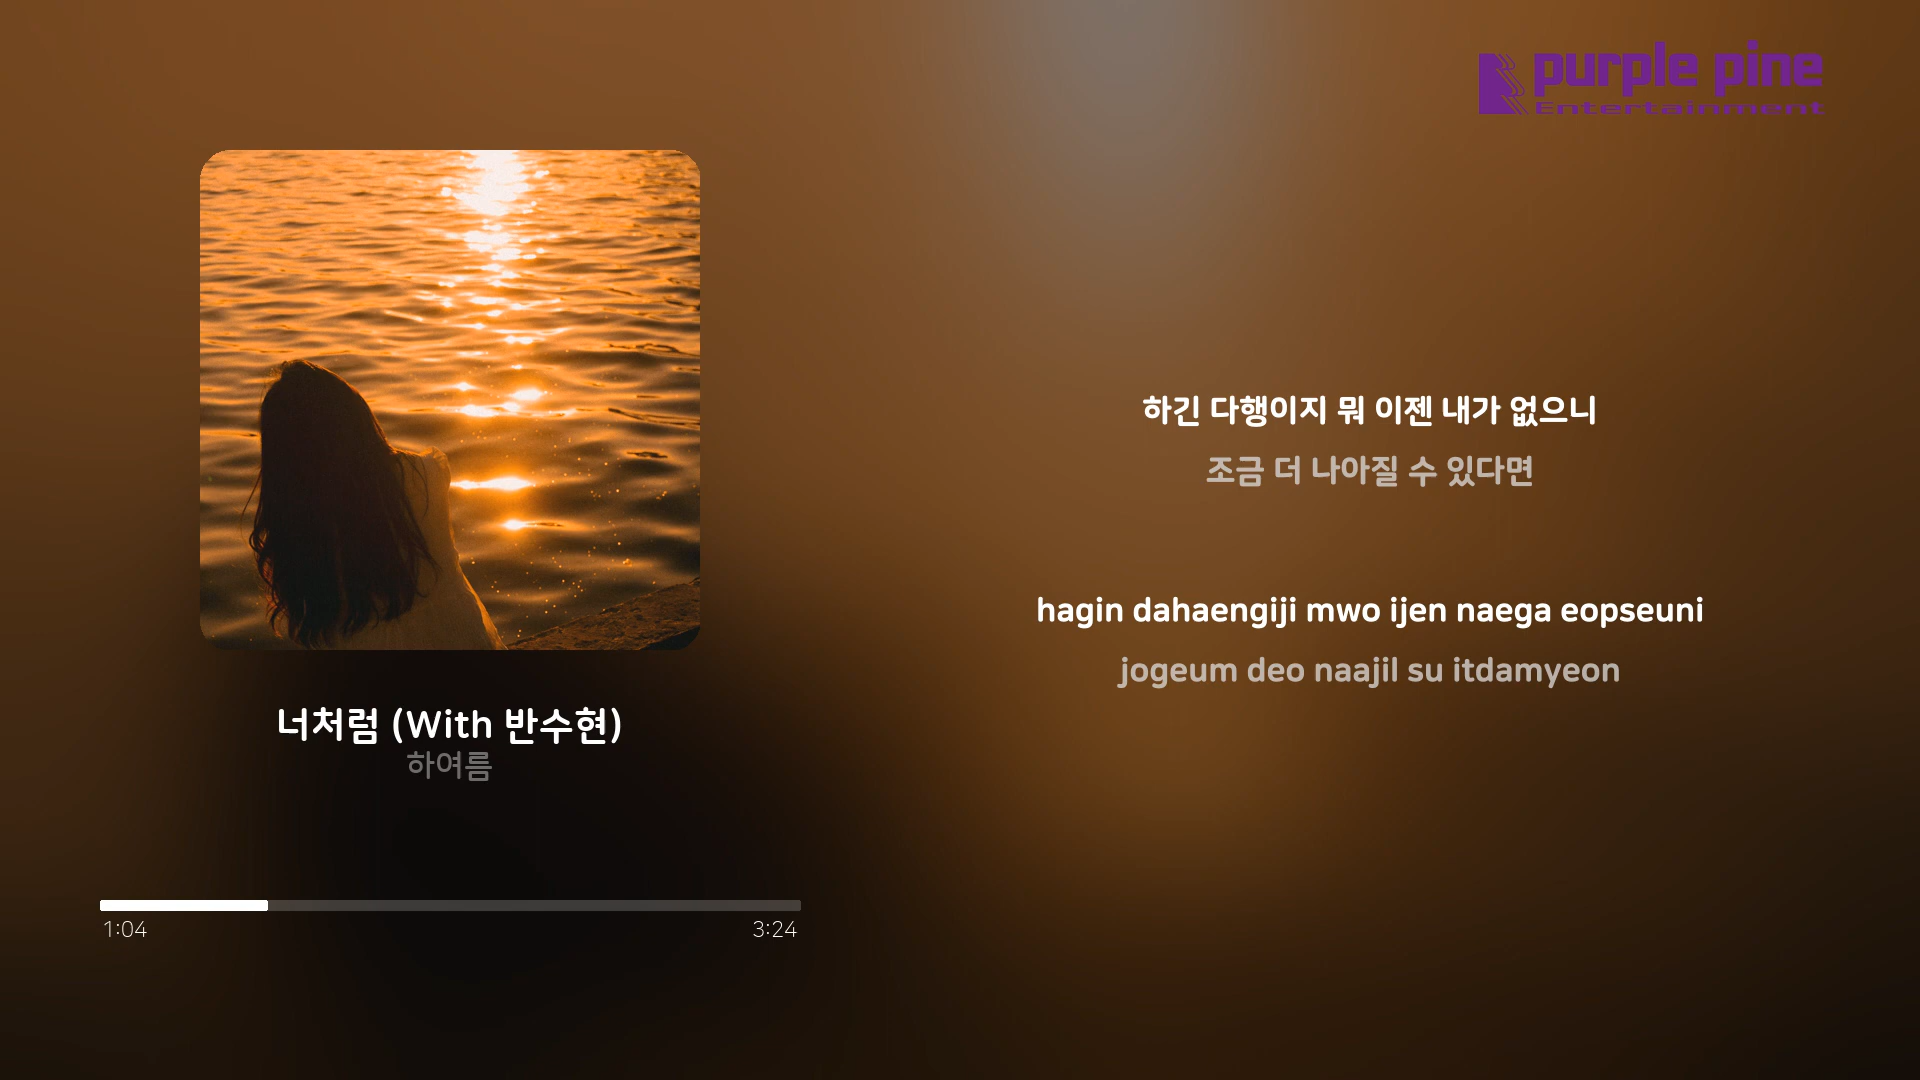 purple pine
Entertainment
하긴 다행이지 뭐 이젠 내가 없으니
조금 더 나아질 수 있다면
hagin dahaengiji mwo ijen naega eopseuni
jogeum deo naajil su itdamyeon
너처럼 (With 반수현)
하여름
1:04
3:24